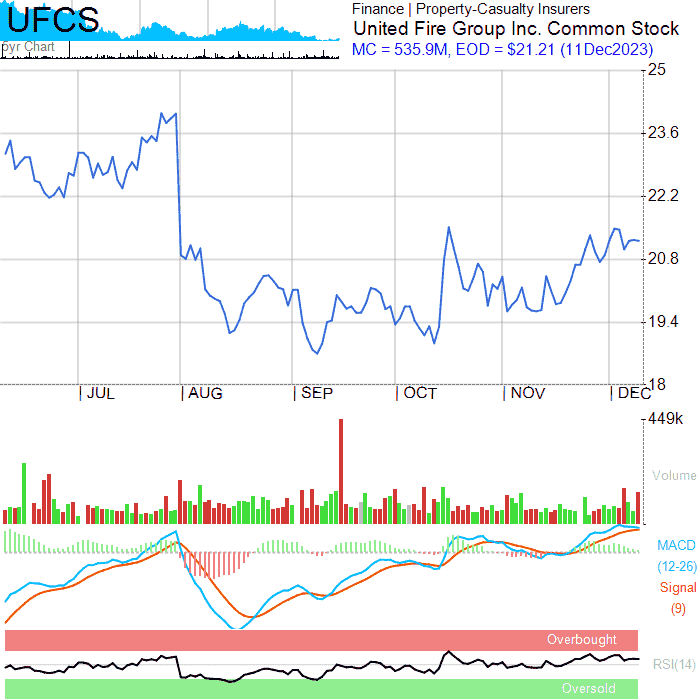 UFCS
5yr Chart
Finance | Property-Casualty Insurers
United Fire Group Inc. Common Stock
MC = 535.9M, EOD = $21.21 (11Dec2023)
25
23.6
22.2
20.8
19.4
18
| JUL | AUG | SEP | OCT | NOV | DEC
449k
Volume
MACD
(12-26)
Signal
(9)
Overbought
RSI(14)
Oversold